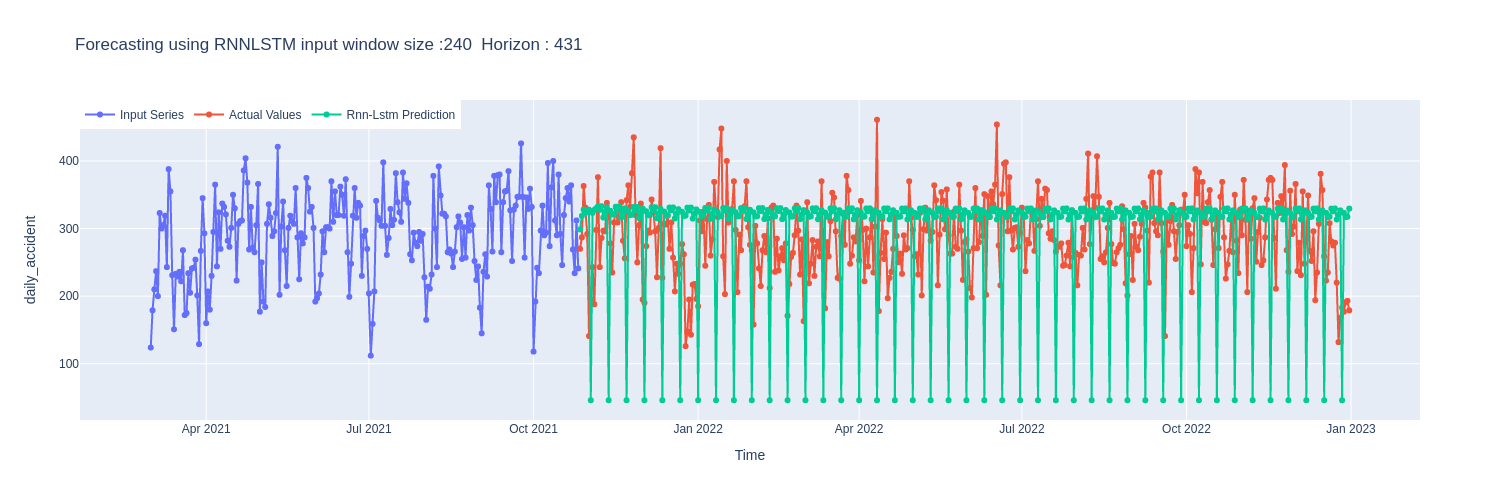 Forecasting using RNNLSTM input window size :240  Horizon : 431
Input Series
Actual Values
Rnn-Lstm Prediction
daily_accident
400
300
200
100
Apr 2021
Jul 2021
Oct 2021
Jan 2022
Apr 2022
Jul 2022
Oct 2022
Jan 2023
Time